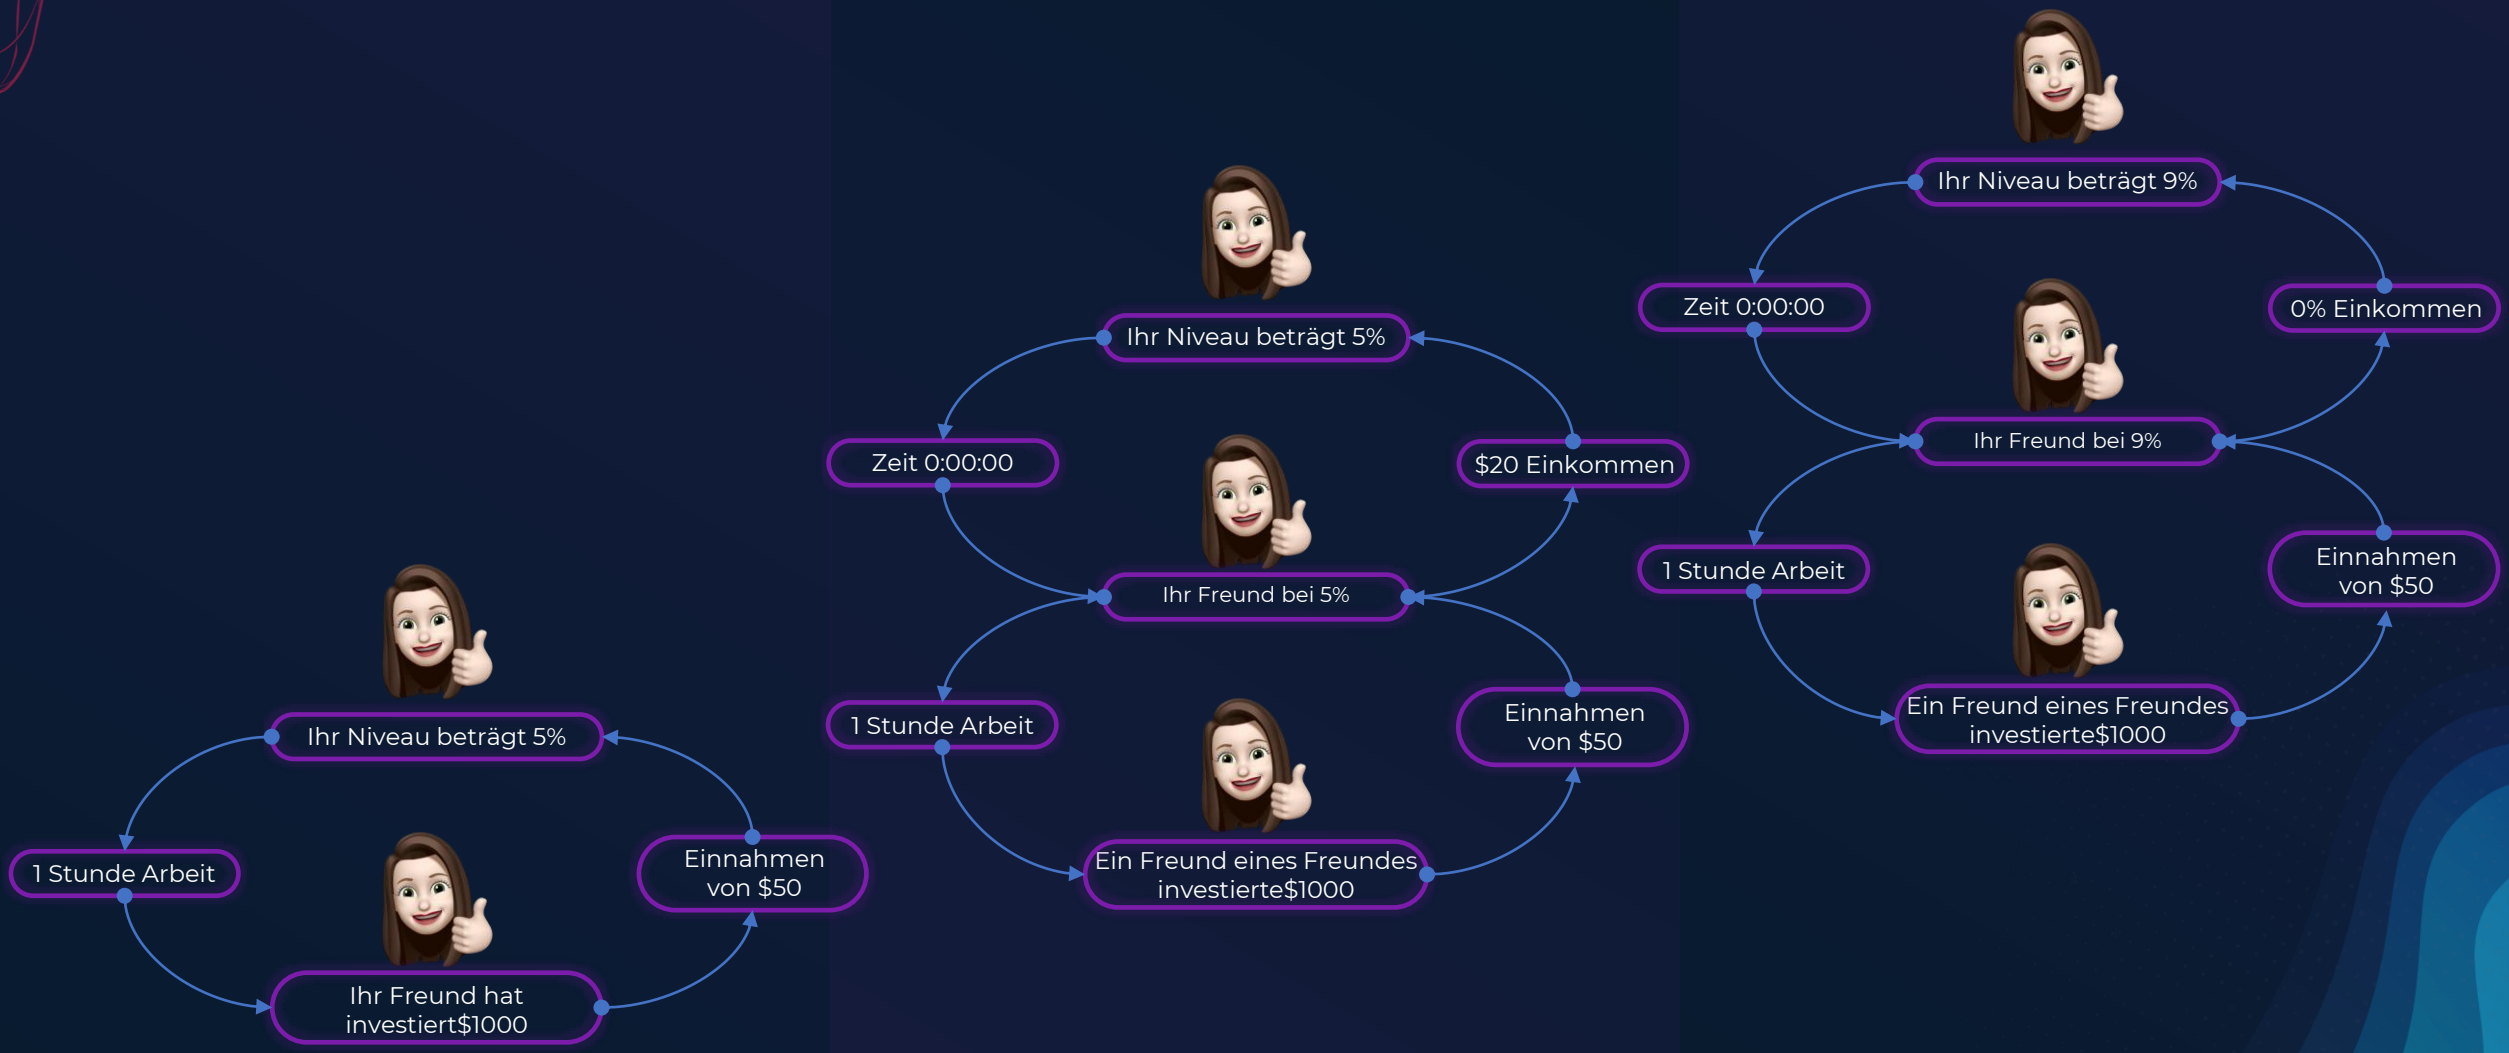 Ihr Niveau beträgt 5%
1 Stunde Arbeit
Einnahmen
von $50
Ihr Freund hat
investiert$1000
Ihr Niveau beträgt 5%
Zeit 0:00:00
$20 Einkommen
Ihr Freund bei 5%
1 Stunde Arbeit
Einnahmen
von $50
Ein Freund eines Freundes
investierte$1000
Ihr Niveau beträgt 9%
Zeit 0:00:00
0% Einkommen
Ihr Freund bei 9%
1 Stunde Arbeit
Einnahmen
von $50
Ein Freund eines Freundes
investierte$1000